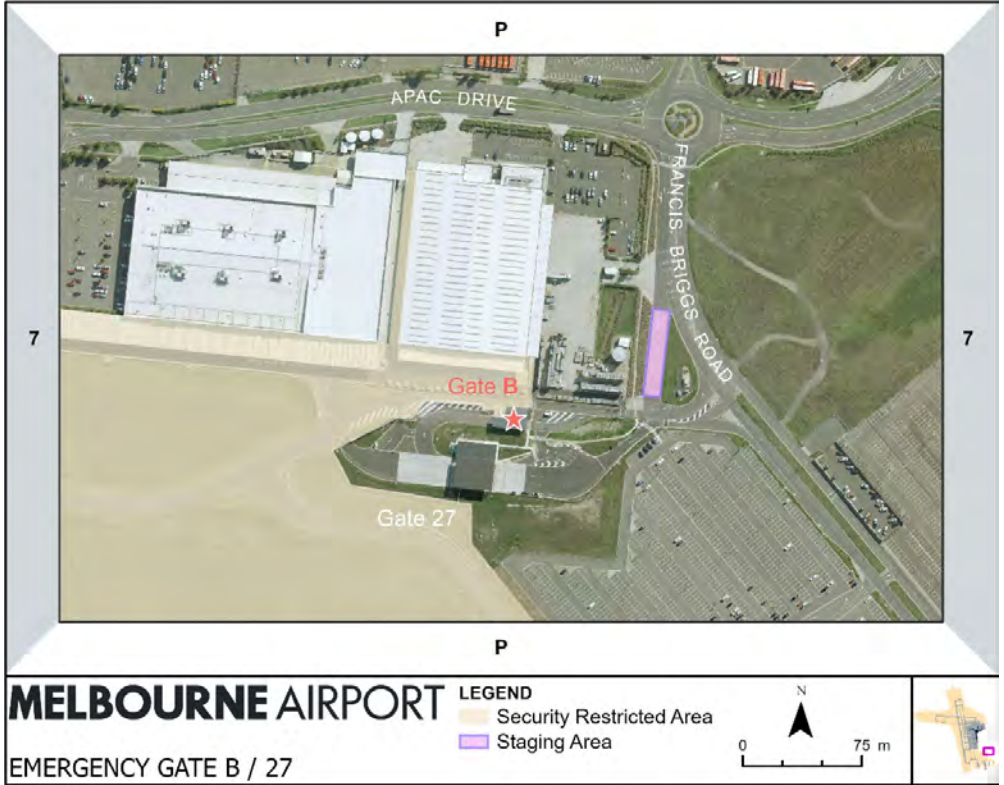 P
APAC DRIVE
FRANCIS BRIGGS ROAD
7
7
Gate B
Gate 27
P
MELBOURNE AIRPORT
EMERGENCY GATE B / 27
LEGEND
Security Restricted Area
Staging Area
N
0 75 m